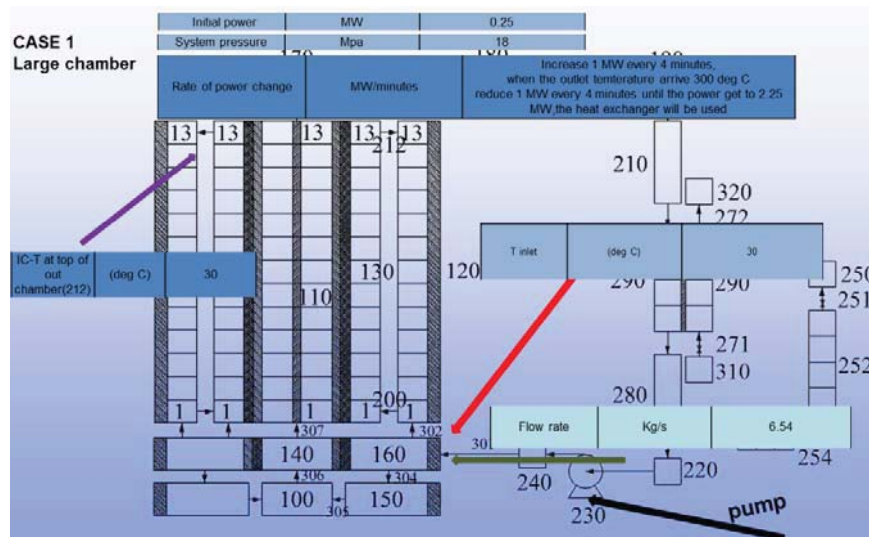 Initial power MW 0.25
CASE 1
System pressure Mpa 18
Large chamber
Rate of power change MW/minutes Increase 1 MW every 4 minutes,
when the outlet temterature arrive 300 deg C
reduce 1 MW every 4 minutes until the power get to 2.25
MW,the heat exchanger will be used
13 13 13 13 13 13
212
210
320
272
IC-T at top of
out
chamber(212) (deg C) 30
T inlet (deg C) 30
130
120
110
290 290
250
251
271
252
310
280
200
1 1 1 1 1 1
307
302
Flow rate Kg/s 6.54
301
254
140 160
240
220
306
304
100 150
305
230
pump